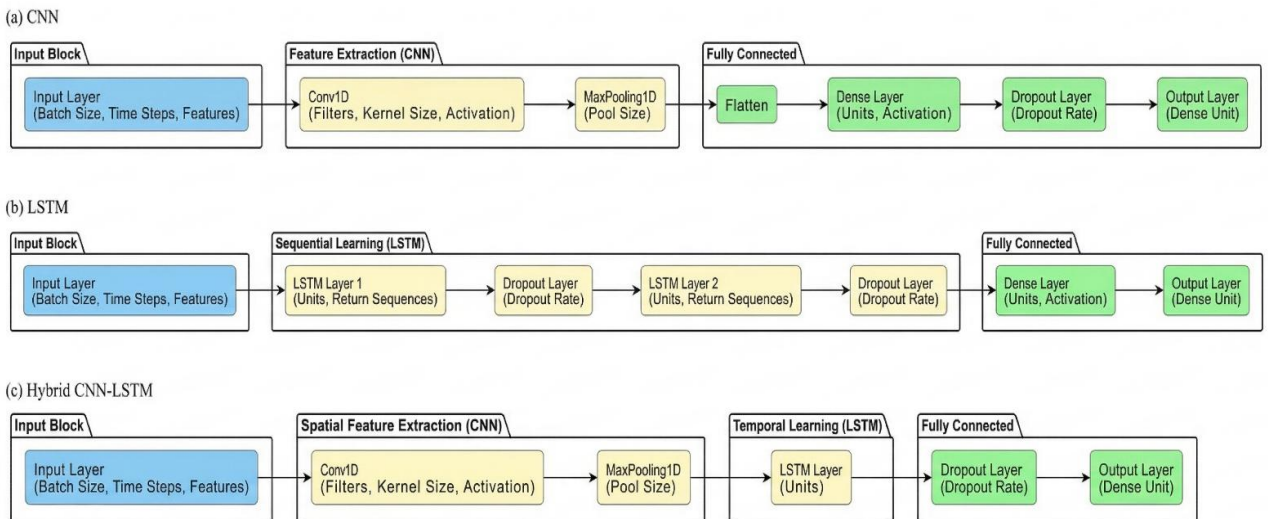 (a) CNN
Input Block
Feature Extraction (CNN)
Fully Connected
Input Layer
(Batch Size, Time Steps, Features)
Conv1D
(Filters, Kernel Size, Activation)
MaxPooling1D
(Pool Size)
Flatten
Dense Layer
(Units, Activation)
Dropout Layer
(Dropout Rate)
Output Layer
(Dense Unit)
(b) LSTM
Input Block
Sequential Learning (LSTM)
Fully Connected
Input Layer
(Batch Size, Time Steps, Features)
LSTM Layer 1
(Units, Return Sequences)
Dropout Layer
(Dropout Rate)
LSTM Layer 2
(Units, Return Sequences)
Dropout Layer
(Dropout Rate)
Dense Layer
(Units, Activation)
Output Layer
(Dense Unit)
(c) Hybrid CNN-LSTM
Input Block
Spatial Feature Extraction (CNN)
Temporal Learning (LSTM)
Fully Connected
Input Layer
(Batch Size, Time Steps, Features)
Conv1D
(Filters, Kernel Size, Activation)
MaxPooling1D
(Pool Size)
LSTM Layer
(Units)
Dropout Layer
(Dropout Rate)
Output Layer
(Dense Unit)